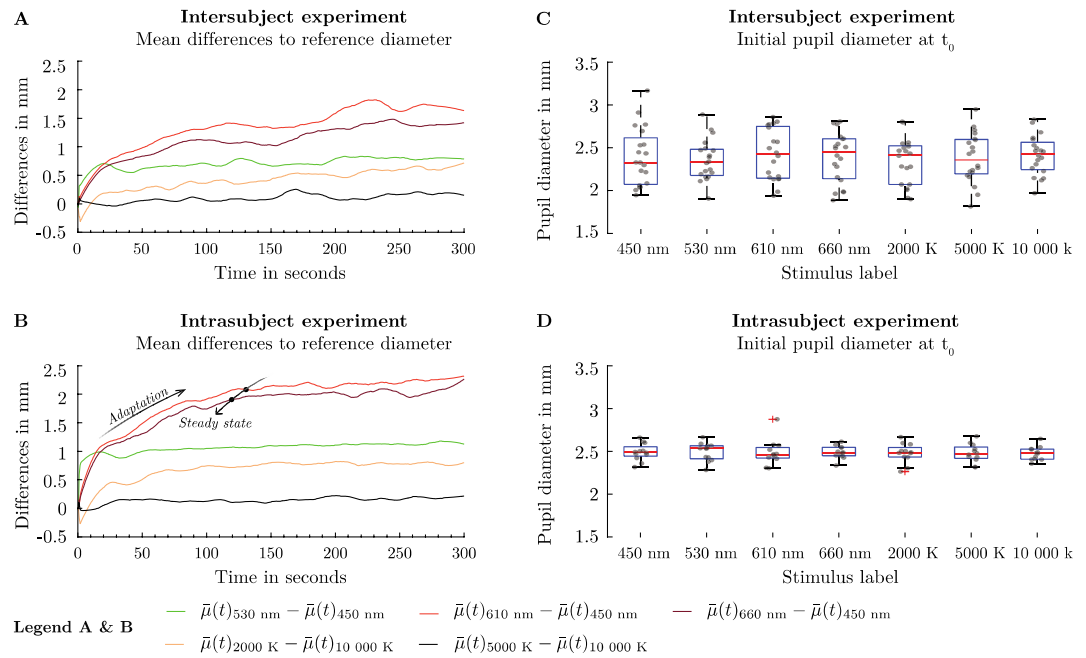 A
Intersubject experiment
Mean differences to reference diameter
Differences in mm
2
2.5
1.5
1
0.5
0
-0.5
0 50 100 150 200 250 300
Time in seconds
C
Intersubject experiment
Initial pupil diameter at t0
Pupil diameter in mm
3.5
3
2.5
2
1.5
450 nm 530 nm 610 nm 660 nm 2000 K 5000 K 10 000 k
Stimulus label
B
Intrasubject experiment
Mean differences to reference diameter
Differences in mm
2.5
2
1.5
1
0.5
0
-0.5
Adaptation
Steady state
0 50 100 150 200 250 300
Time in seconds
D
Intrasubject experiment
Initial pupil diameter at t0
Pupil diameter in mm
3.5
3
2.5
2
1.5
450 nm 530 nm 610 nm 660 nm 2000 K 5000 K 10 000 k
Stimulus label
Legend A & B
μ̄(t)530 nm − μ̄(t)450 nm
μ̄(t)610 nm − μ̄(t)450 nm
μ̄(t)660 nm − μ̄(t)450 nm
μ̄(t)2000 K − μ̄(t)10 000 K
μ̄(t)5000 K − μ̄(t)10 000 K